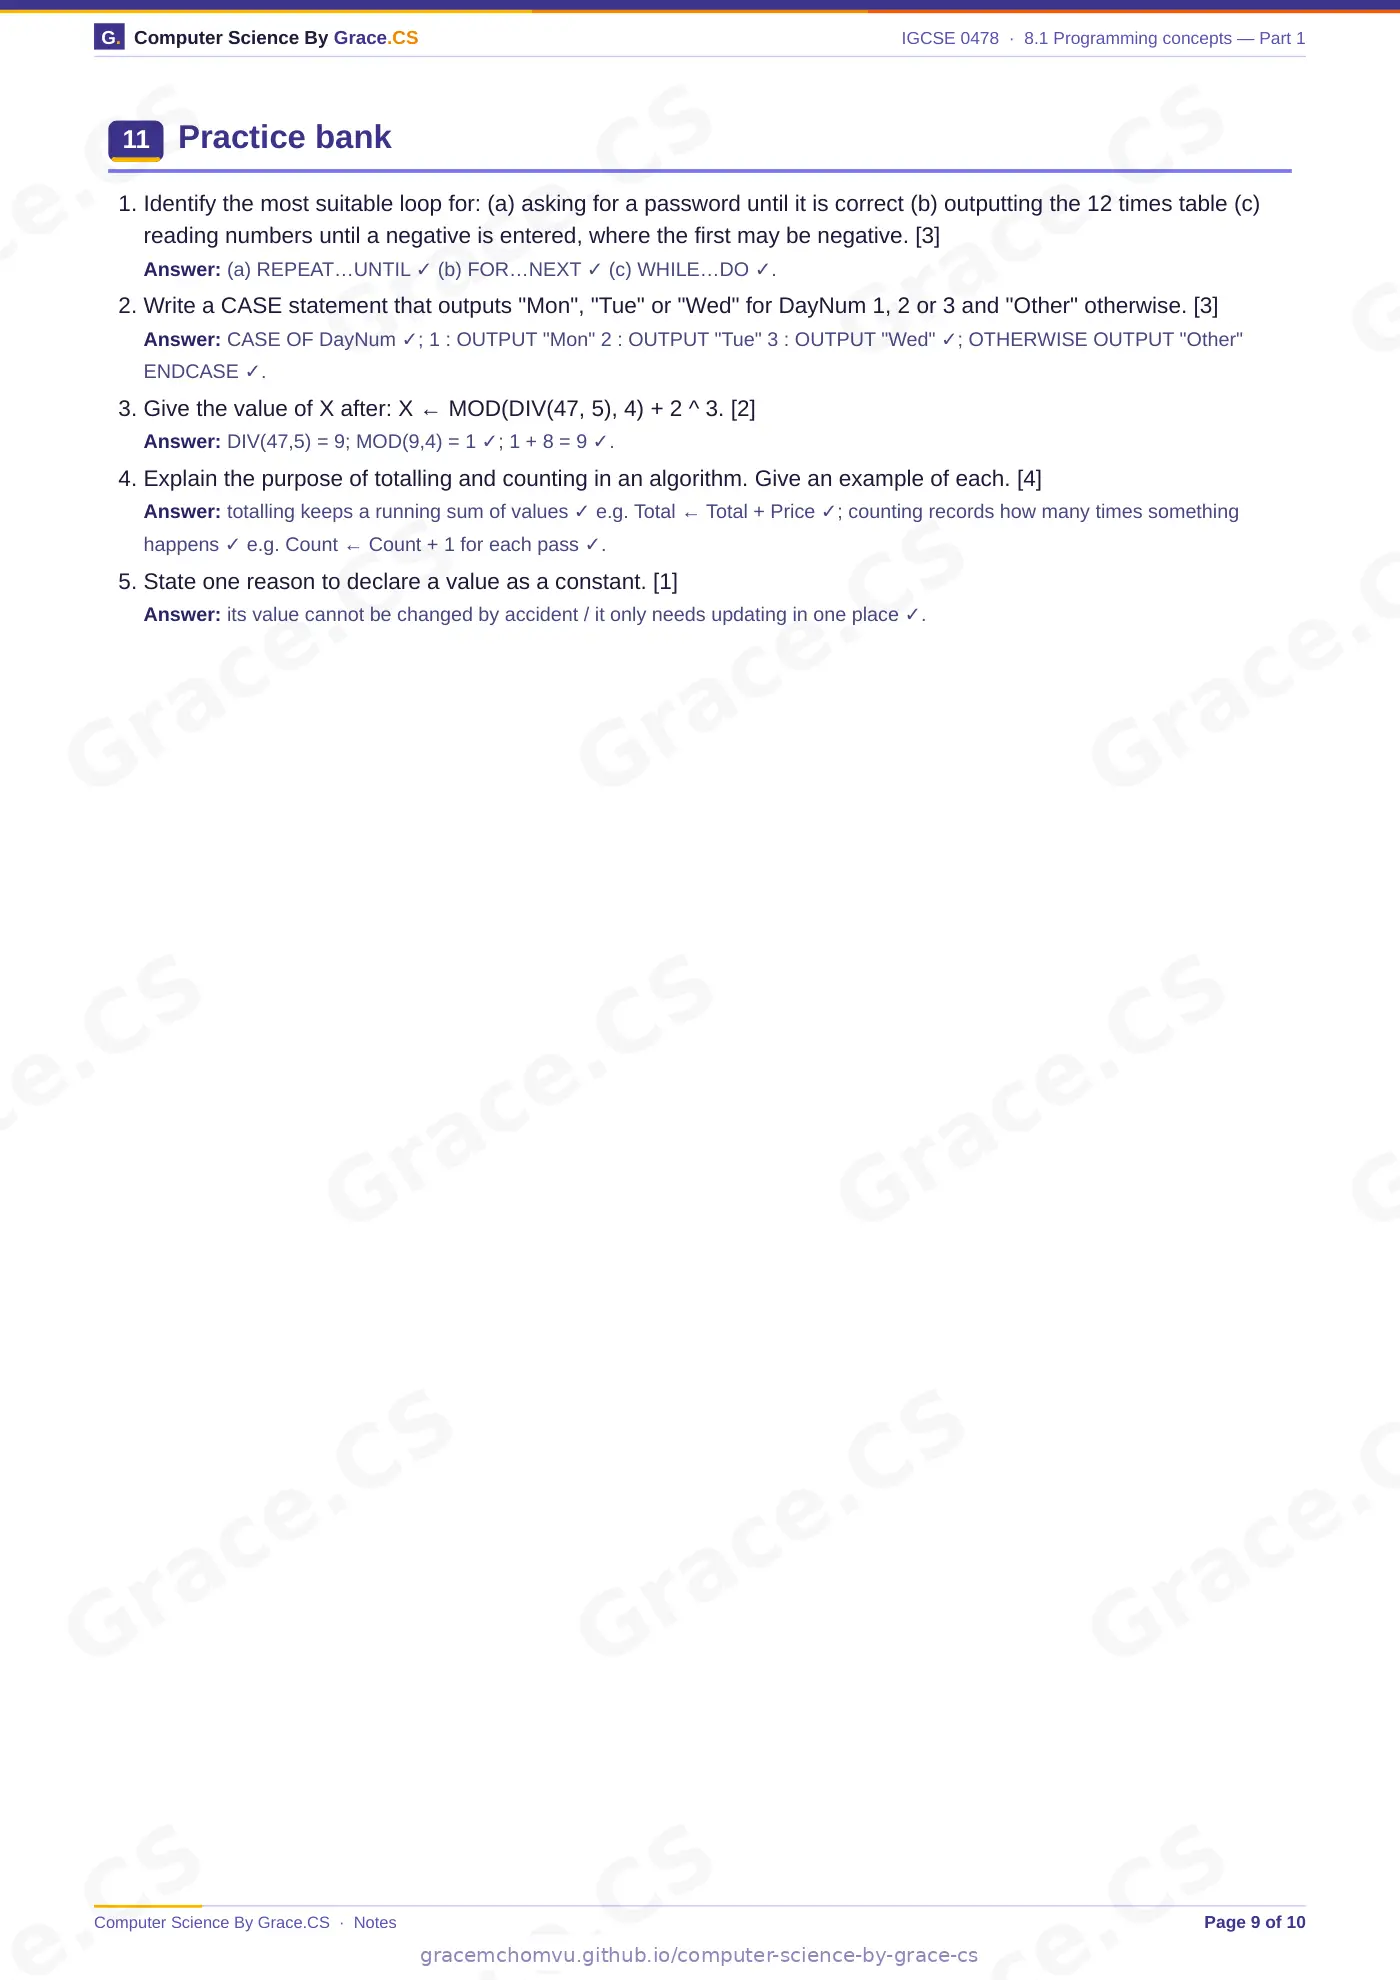 G. Computer Science By Grace.CS
IGCSE 0478 · 8.1 Programming concepts — Part 1
11 Practice bank
1. Identify the most suitable loop for: (a) asking for a password until it is correct (b) outputting the 12 times table (c)
reading numbers until a negative is entered, where the first may be negative. [3]
Answer: (a) REPEAT…UNTIL ✓ (b) FOR…NEXT ✓ (c) WHILE…DO ✓.
2. Write a CASE statement that outputs "Mon", "Tue" or "Wed" for DayNum 1, 2 or 3 and "Other" otherwise. [3]
Answer: CASE OF DayNum ✓; 1 : OUTPUT "Mon" 2 : OUTPUT "Tue" 3 : OUTPUT "Wed" ✓; OTHERWISE OUTPUT "Other"
ENDCASE ✓.
3. Give the value of X after: X ← MOD(DIV(47, 5), 4) + 2 ^ 3. [2]
Answer: DIV(47,5) = 9; MOD(9,4) = 1 ✓; 1 + 8 = 9 ✓.
4. Explain the purpose of totalling and counting in an algorithm. Give an example of each. [4]
Answer: totalling keeps a running sum of values ✓ e.g. Total ← Total + Price ✓; counting records how many times something
happens ✓ e.g. Count ← Count + 1 for each pass ✓.
5. State one reason to declare a value as a constant. [1]
Answer: its value cannot be changed by accident / it only needs updating in one place ✓.
Computer Science By Grace.CS · Notes
Page 9 of 10
gracemchomvu.github.io/computer-science-by-grace-cs